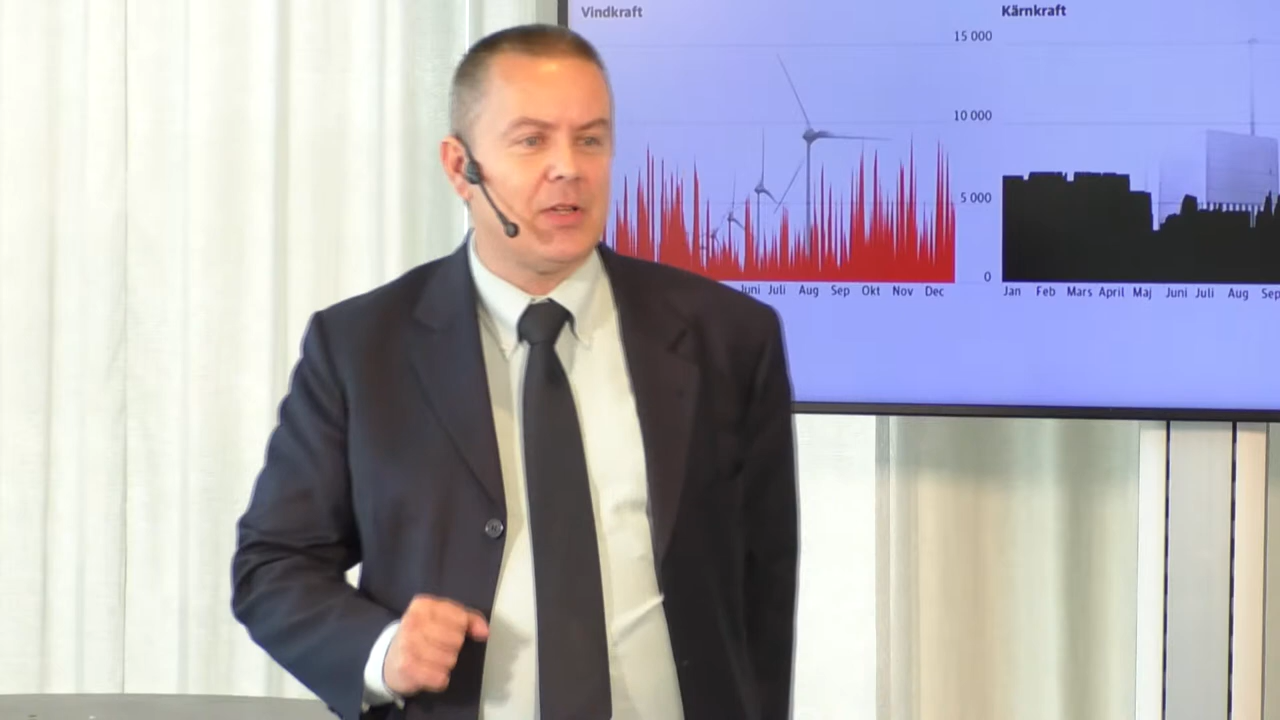 Vindkraft
Juni Juli Aug Sep Okt Nov Dec
Kärnkraft
15 000
10 000
5 000
0
Jan Feb Mars April Maj Juni Juli Aug Sep